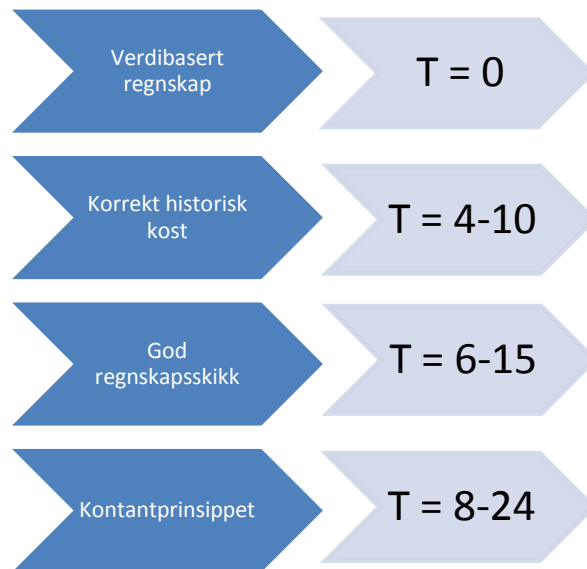 Verdibasert
regnskap
T = 0
Korrekt historisk
kost
T = 4-10
God
regnskapsskikk
T = 6-15
Kontantprinsippet
T = 8-24